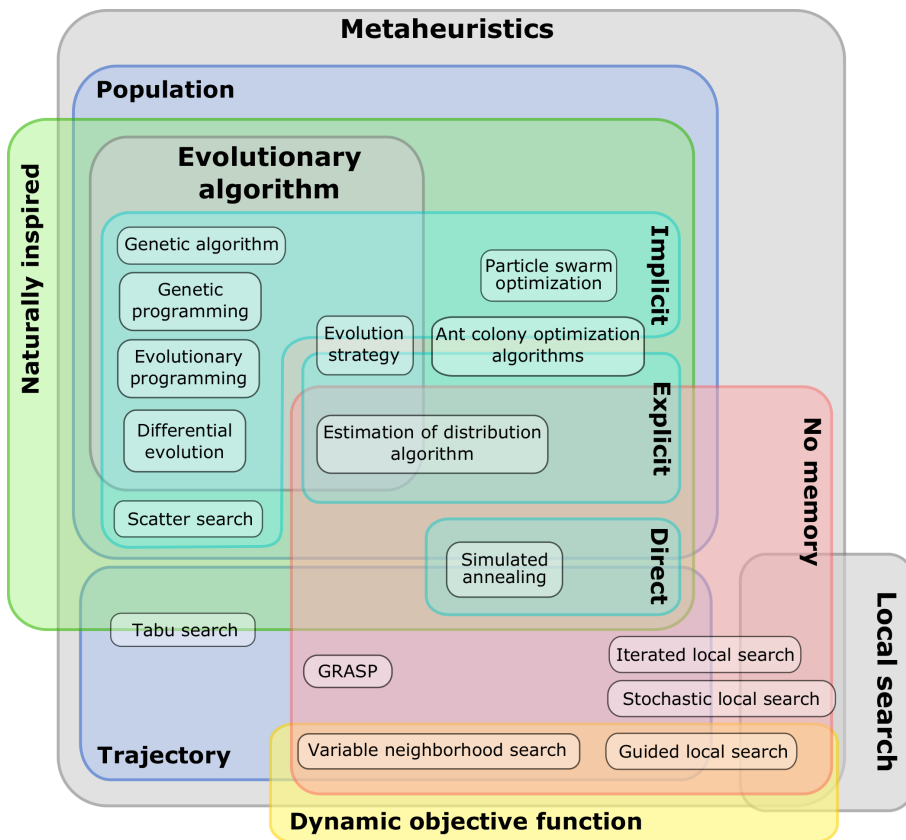 Metaheuristics
Population
Naturally inspired
Evolutionary
algorithm
Implicit
Genetic algorithm
Particle swarm
optimization
Genetic
programming
Evolution
strategy
Ant colony optimization
algorithms
Evolutionary
programming
Explicit
Differential
evolution
Estimation of distribution
algorithm
No memory
Scatter search
Direct
Simulated
annealing
Tabu search
Local search
Iterated local search
GRASP
Stochastic local search
Trajectory
Variable neighborhood search
Guided local search
Dynamic objective function